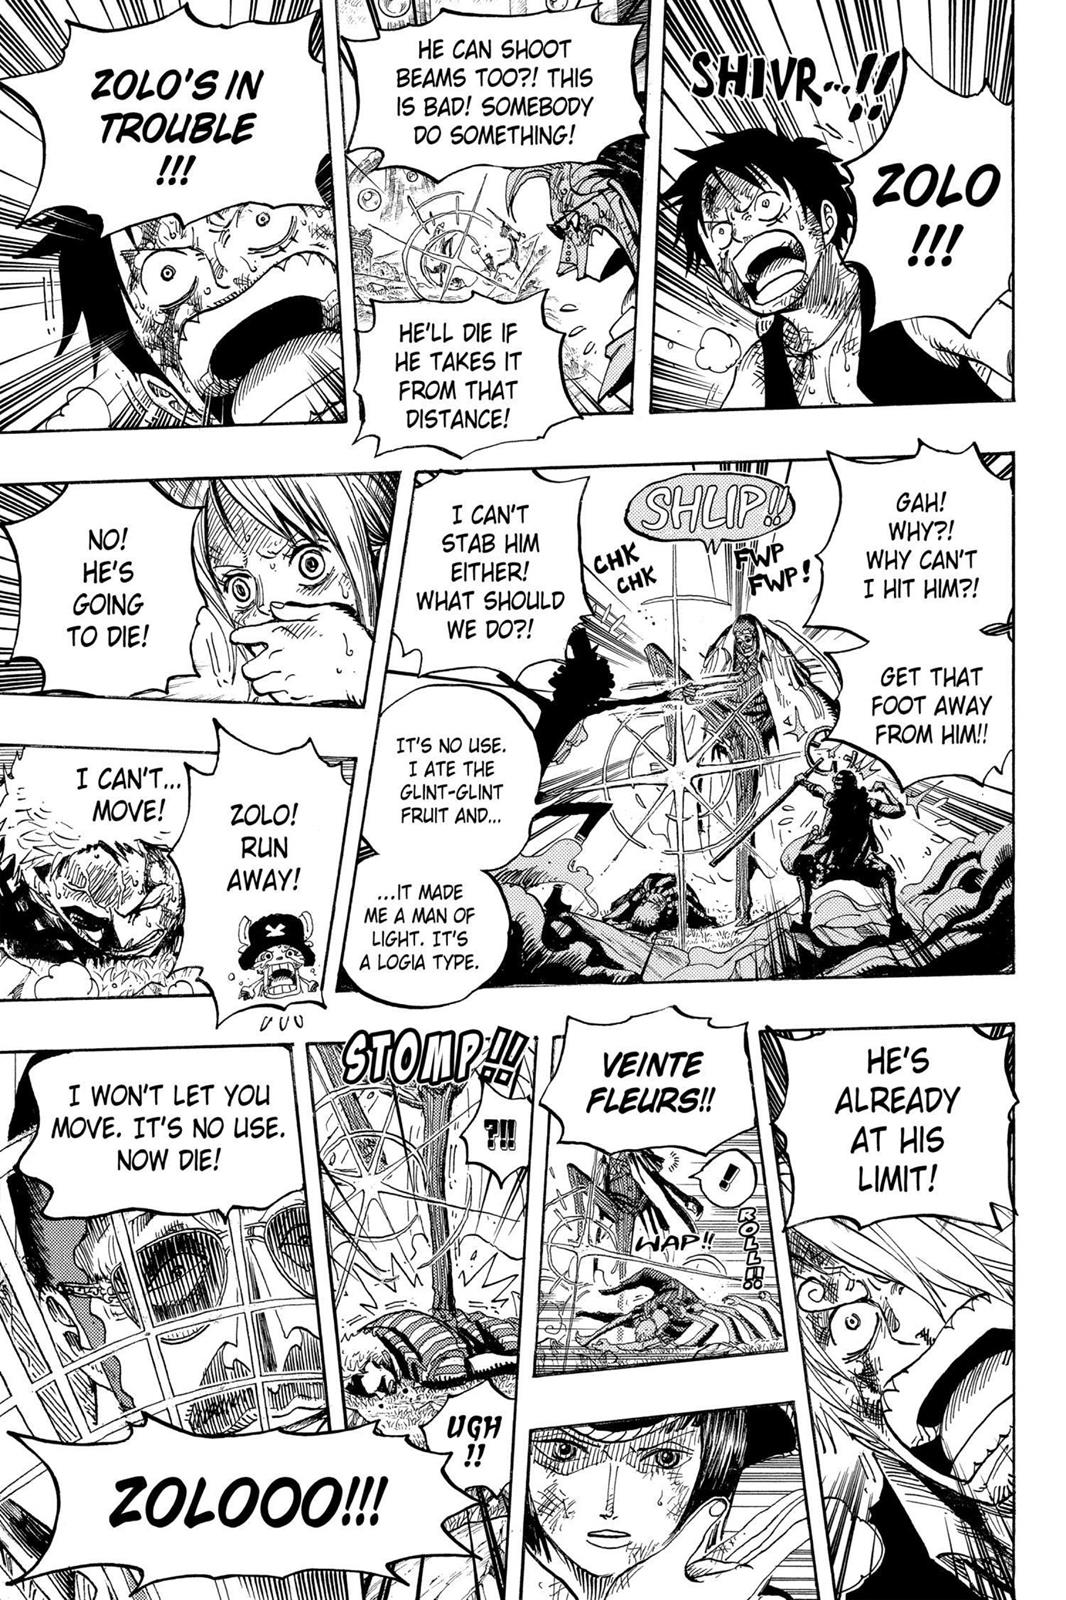 SHIVR...!!
ZOLO
!!!
HE CAN SHOOT
BEAMS TOO?! THIS
IS BAD! SOMEBODY
DO SOMETHING!
HE'LL DIE IF
HE TAKES IT
FROM THAT
DISTANCE!
ZOLO'S IN
TROUBLE
!!!
GAH!
WHY?!
WHY CAN'T
I HIT HIM?!
GET THAT
FOOT AWAY
FROM HIM!!
SHLIP!!
FWP
FWP!
CHK
CHK
I CAN'T
STAB HIM
EITHER!
WHAT SHOULD
WE DO?!
IT'S NO USE.
I ATE THE
GLINT-GLINT
FRUIT AND...
...IT MADE
ME A MAN OF
LIGHT. IT'S
A LOGIA TYPE.
NO!
HE'S
GOING
TO DIE!
ZOLO!
RUN
AWAY!
I CAN'T...
MOVE!
HE'S
ALREADY
AT HIS
LIMIT!
VEINTE
FLEURS!!
!
WAP!!
ROLL!!
STOMP!!
?!!
UGH
!!
I WON'T LET YOU
MOVE. IT'S NO USE.
NOW DIE!
ZOLOOO!!!